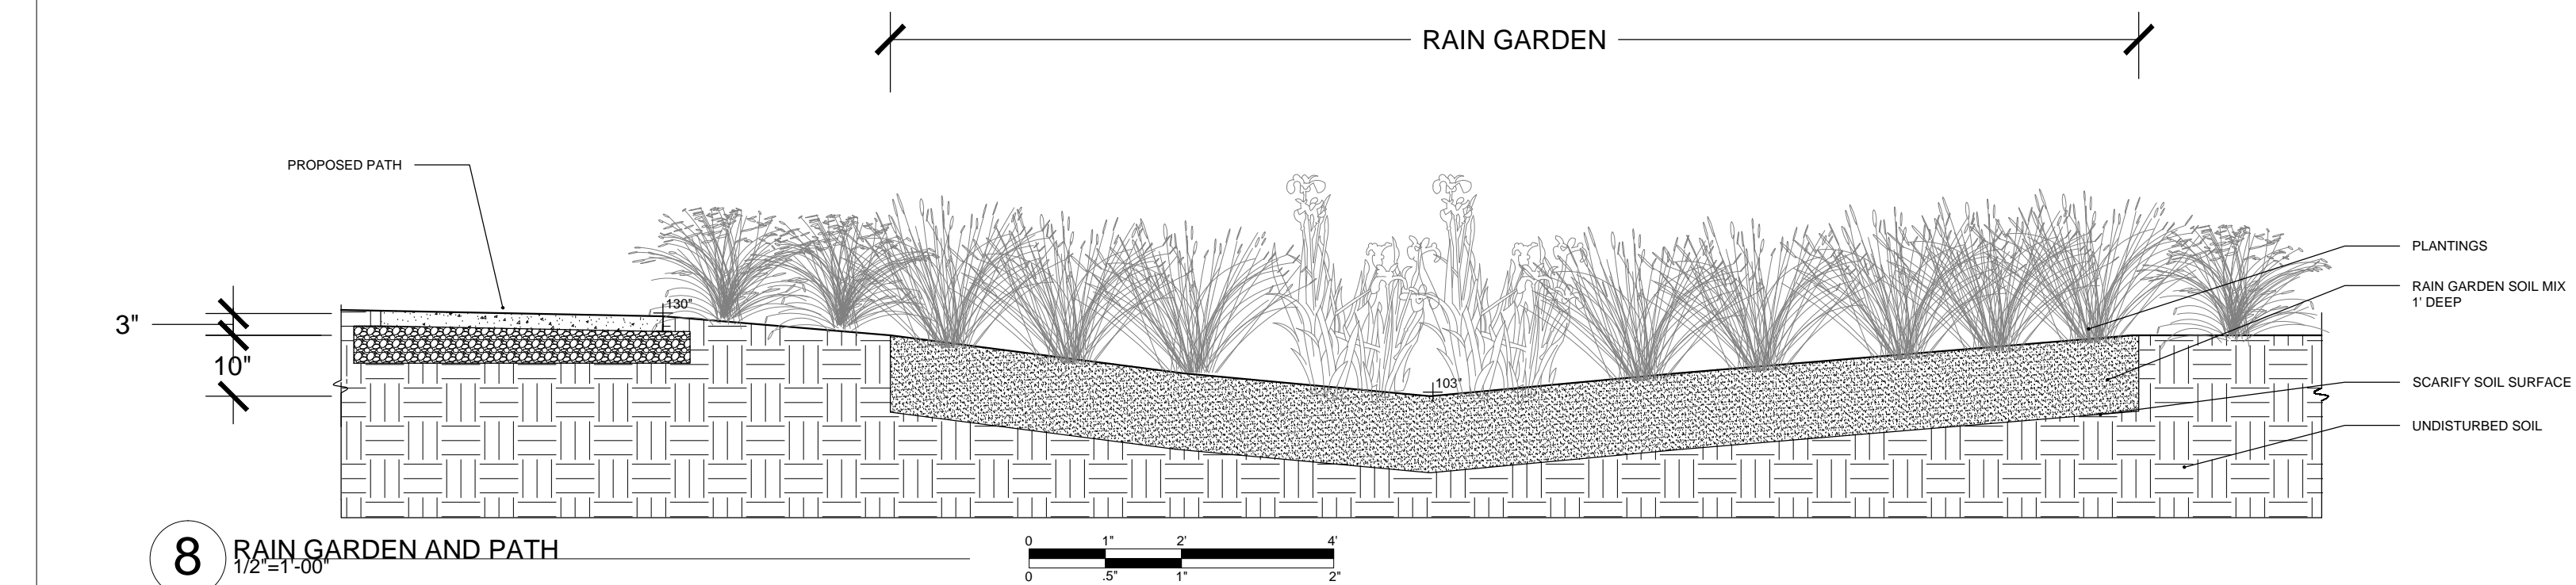 RAIN GARDEN
PROPOSED PATH
130"
3"
10"
103"
PLANTINGS
RAIN GARDEN SOIL MIX
1' DEEP
SCARIFY SOIL SURFACE
UNDISTURBED SOIL
8
RAIN GARDEN AND PATH
1/2"=1'-00"
0 1" 2' 4'
0 .5" 1" 2"